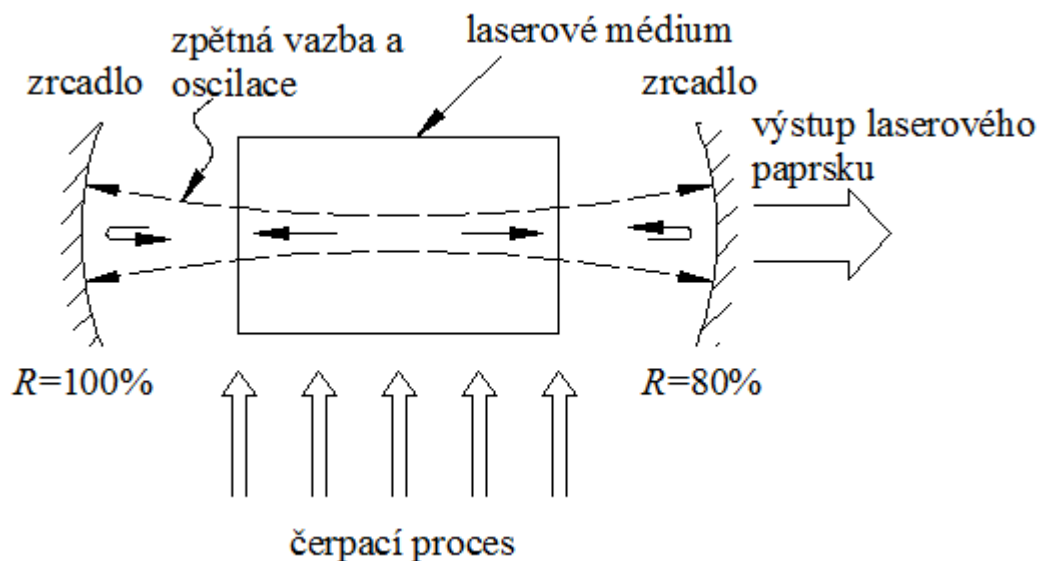 zpětná vazba a
oscilace
laserové médium
zrcadlo
zrcadlo
výstup laserového
paprsku
R=100%
R=80%
čerpací proces